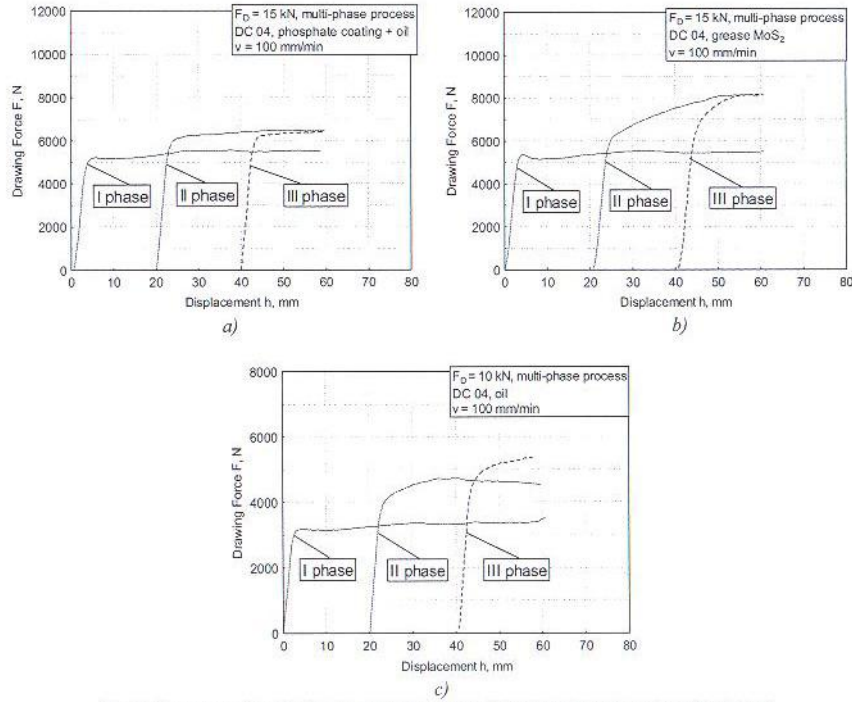 F_D = 15 kN, multi-phase process
DC 04, phosphate coating + oil
v = 100 mm/min
12000
10000
8000
6000
4000
2000
0
Drawing Force F, N
I phase
II phase
III phase
0 10 20 30 40 50 60 70 80
Displacement h, mm
a)
F_D = 15 kN, multi-phase process
DC 04, grease MoS₂
v = 100 mm/min
12000
10000
8000
6000
4000
2000
0
Drawing Force F, N
I phase
II phase
III phase
0 10 20 30 40 50 60 70 80
Displacement h, mm
b)
F_D = 10 kN, multi-phase process
DC 04, oil
v = 100 mm/min
8000
6000
4000
2000
0
Drawing Force F, N
I phase
II phase
III phase
0 10 20 30 40 50 60 70 80
Displacement h, mm
c)